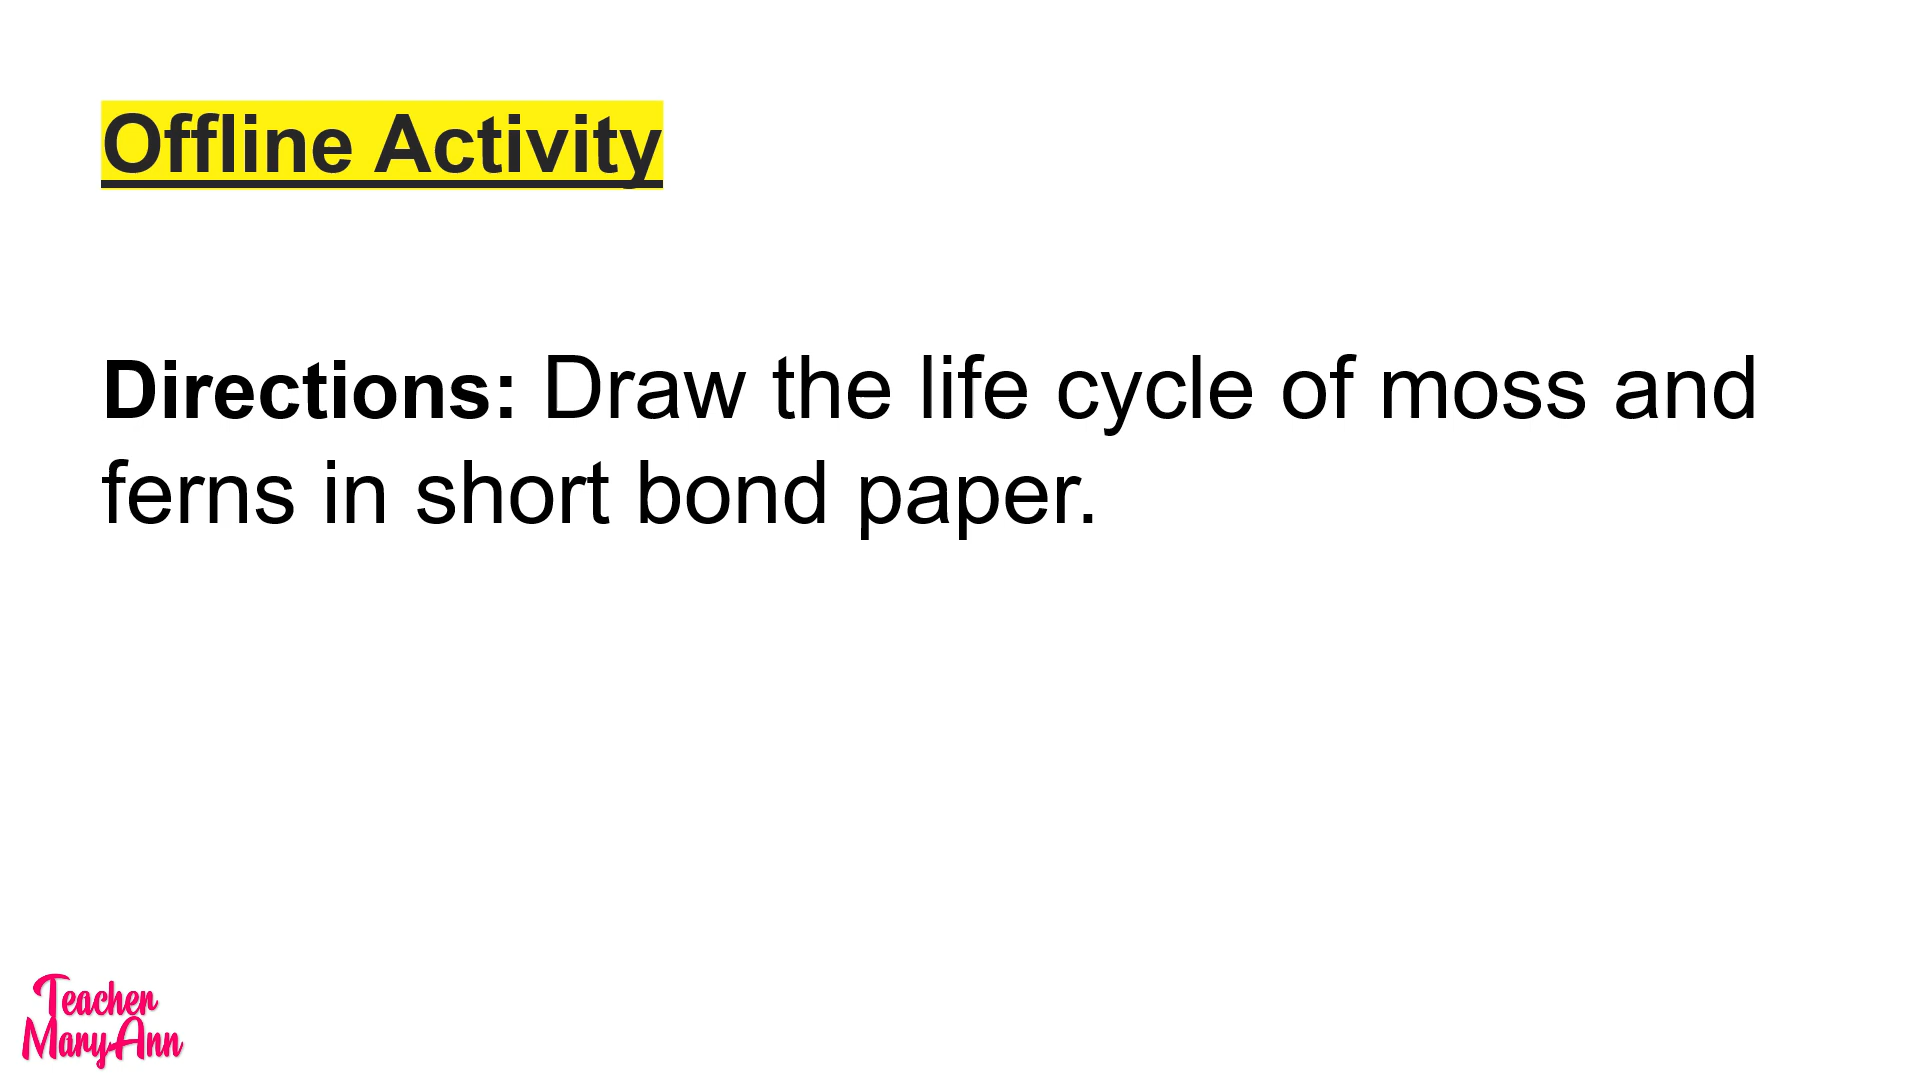 Offline Activity
Directions: Draw the life cycle of moss and
ferns in short bond paper.
Teacher
MaryAnn